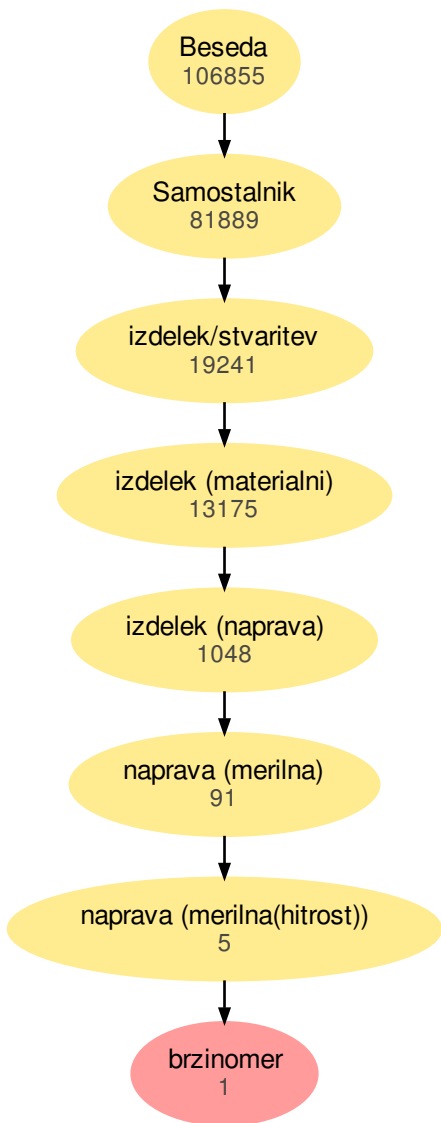 Beseda
106855
Samostalnik
81889
izdelek/stvaritev
19241
izdelek (materialni)
13175
izdelek (naprava)
1048
naprava (merilna)
91
naprava (merilna(hitrost))
5
brzinomer
1